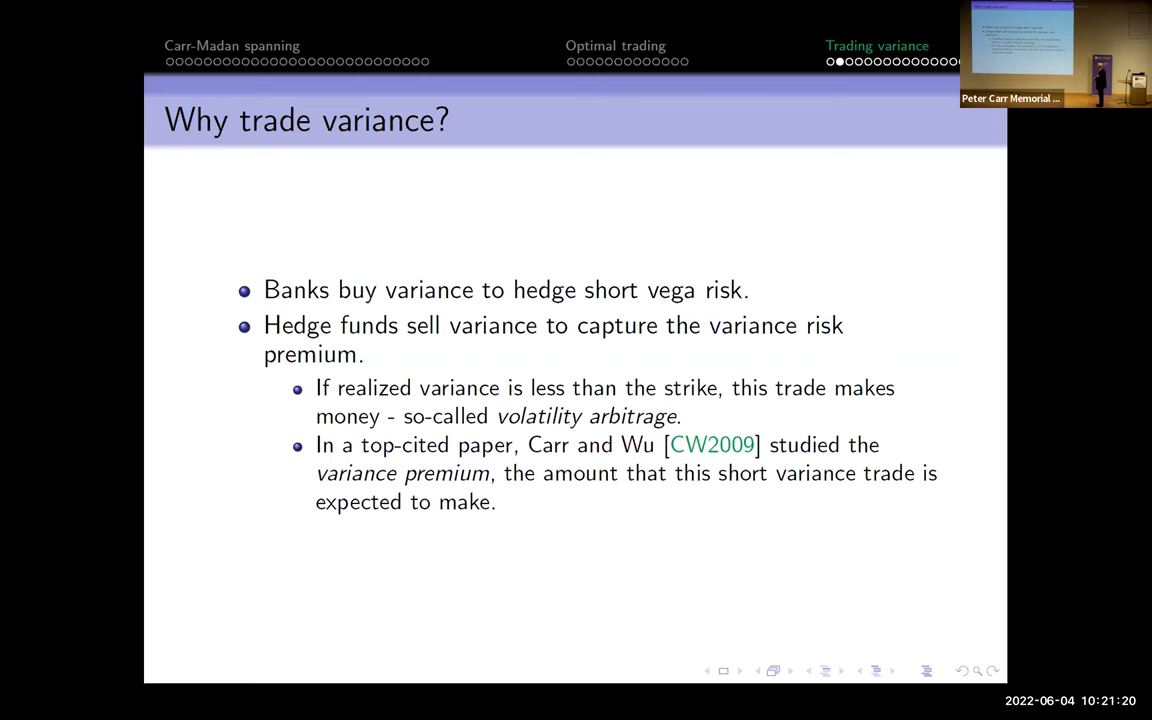 Carr-Madan spanning
Optimal trading
Trading variance
Peter Carr Memorial ...
Why trade variance?
Banks buy variance to hedge short vega risk.
Hedge funds sell variance to capture the variance risk
premium.
If realized variance is less than the strike, this trade makes
money - so-called volatility arbitrage.
In a top-cited paper, Carr and Wu [CW2009] studied the
variance premium, the amount that this short variance trade is
expected to make.
2022-06-04 10:21:20